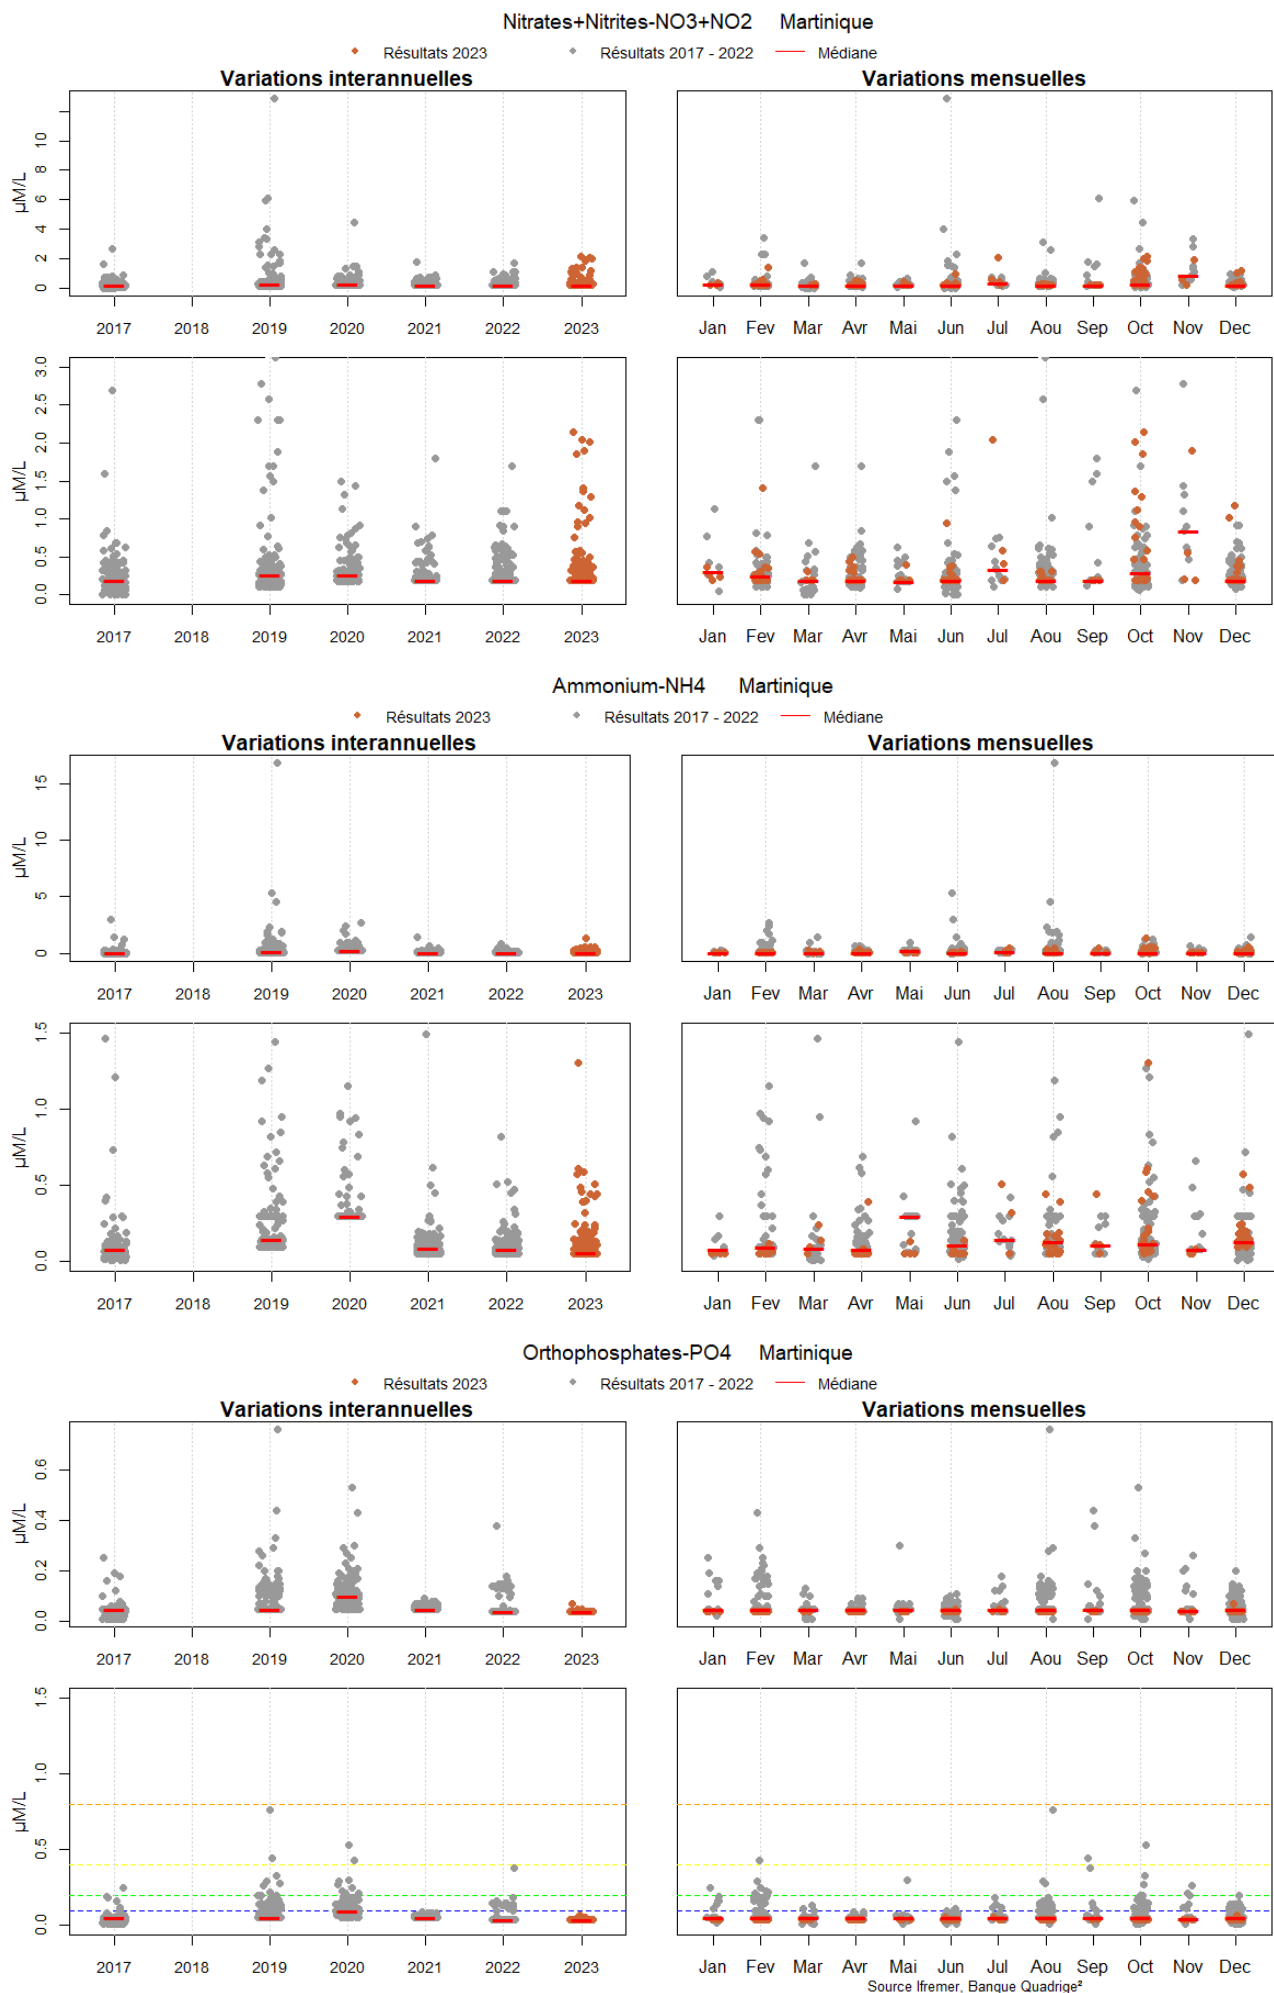 Nitrates+Nitrites-NO3+NO2 Martinique
Résultats 2023 Résultats 2017 - 2022 Médiane
Variations interannuelles Variations mensuelles
µM/L
0 2 4 6 8 10
2017 2018 2019 2020 2021 2022 2023
Jan Fev Mar Avr Mai Jun Jul Aou Sep Oct Nov Dec
µM/L
0.0 0.5 1.0 1.5 2.0 2.5 3.0
2017 2018 2019 2020 2021 2022 2023
Jan Fev Mar Avr Mai Jun Jul Aou Sep Oct Nov Dec
Ammonium-NH4 Martinique
Résultats 2023 Résultats 2017 - 2022 Médiane
Variations interannuelles Variations mensuelles
µM/L
0 5 10 15
2017 2018 2019 2020 2021 2022 2023
Jan Fev Mar Avr Mai Jun Jul Aou Sep Oct Nov Dec
µM/L
0.0 0.5 1.0 1.5
2017 2018 2019 2020 2021 2022 2023
Jan Fev Mar Avr Mai Jun Jul Aou Sep Oct Nov Dec
Orthophosphates-PO4 Martinique
Résultats 2023 Résultats 2017 - 2022 Médiane
Variations interannuelles Variations mensuelles
µM/L
0.0 0.2 0.4 0.6
2017 2018 2019 2020 2021 2022 2023
Jan Fev Mar Avr Mai Jun Jul Aou Sep Oct Nov Dec
µM/L
0.0 0.5 1.0 1.5
2017 2018 2019 2020 2021 2022 2023
Jan Fev Mar Avr Mai Jun Jul Aou Sep Oct Nov Dec
Source Ifremer, Banque Quadrige²